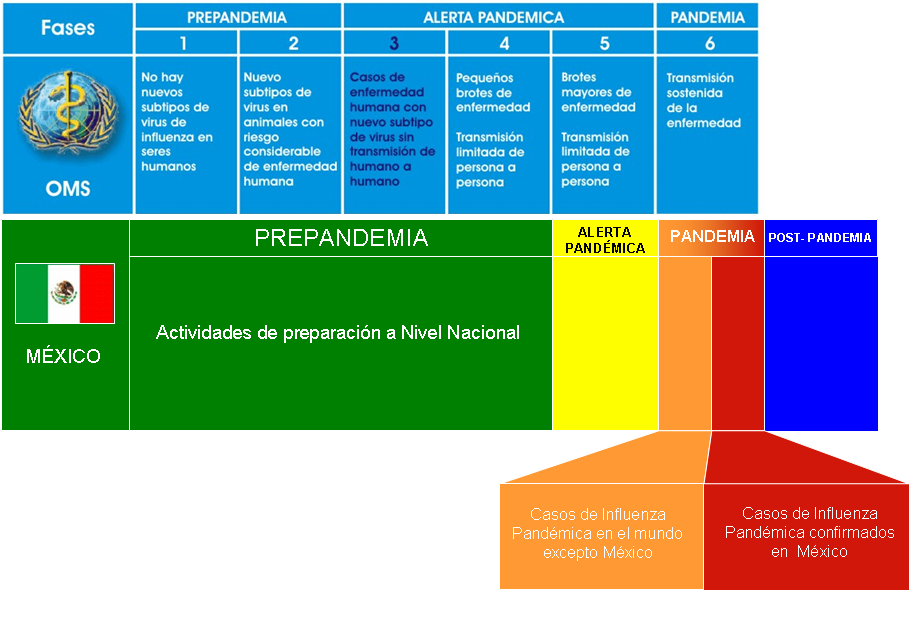 Fases
PREPANDEMIA
ALERTA PANDEMICA
PANDEMIA
1
2
3
4
5
6
OMS
No hay
nuevos
subtipos de
virus de
influenza en
seres
humanos
Nuevo
subtipos de
virus en
animales con
riesgo
considerable
de enfermedad
humana
Casos de
enfermedad
humana con
nuevo subtipo
de virus sin
transmisión de
humano a
humano
Pequeños
brotes de
enfermedad
Transmisión
limitada de
persona a
persona
Brotes
mayores de
enfermedad
Transmisión
limitada de
persona a
persona
Transmisión
sostenida
de la
enfermedad
MÉXICO
PREPANDEMIA
ALERTA
PANDÉMICA
PANDEMIA
POST- PANDEMIA
Actividades de preparación a Nivel Nacional
Casos de Influenza
Pandémica en el mundo
excepto México
Casos de Influenza
Pandémica confirmados
en México